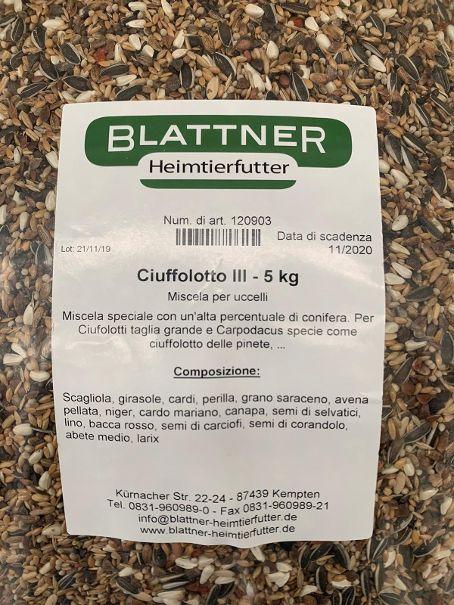 BLATTNER
Heimtierfutter
Num. di art. 120903
Lot: 21/11/19
Data di scadenza
11/2020
Ciuffolotto III - 5 kg
Miscela per uccelli
Miscela speciale con un'alta percentuale di conifera. Per
Ciufolotti taglia grande e Carpodacus specie come
ciuffolotto delle pinete, ...
Composizione:
Scagliola, girasole, cardi, perilla, grano saraceno, avena
pellata, niger, cardo mariano, canapa, semi di selvatici,
lino, bacca rosso, semi di carciofi, semi di corandolo,
abete medio, larix
Kürnacher Str. 22-24 - 87439 Kempten
Tel. 0831-960989-0 - Fax 0831-960989-21
info@blattner-heimtierfutter.de
www.blattner-heimtierfutter.de